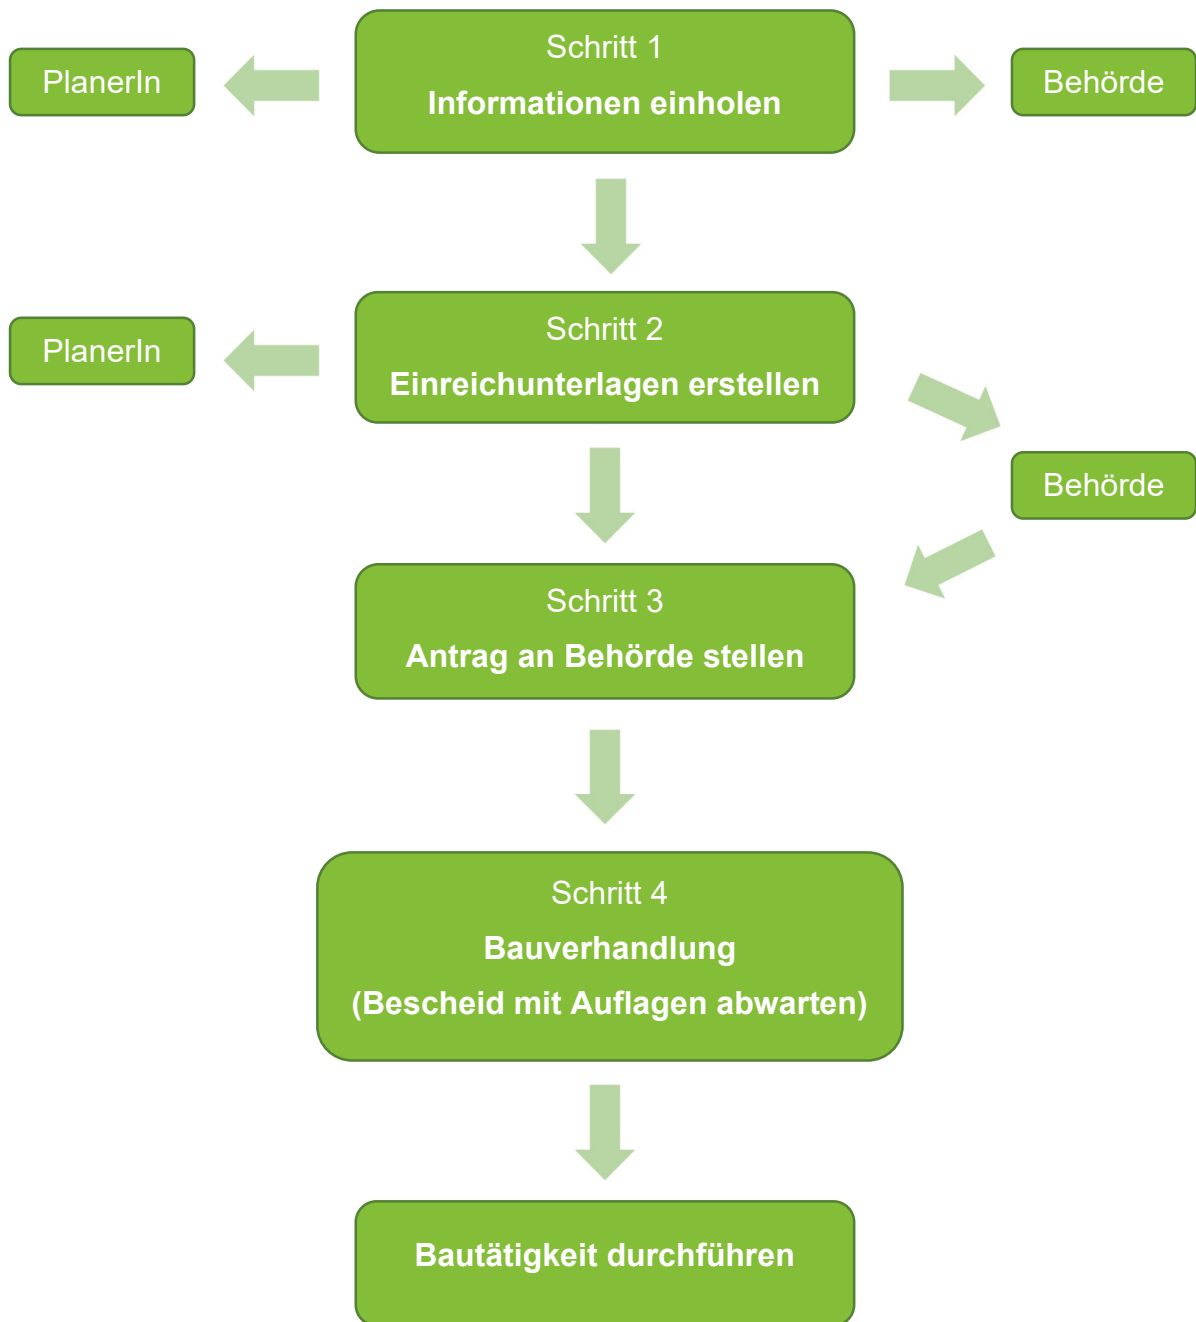 Schritt 1
Informationen einholen
PlanerIn
Behörde
Schritt 2
Einreichunterlagen erstellen
PlanerIn
Behörde
Schritt 3
Antrag an Behörde stellen
Schritt 4
Bauverhandlung
(Bescheid mit Auflagen abwarten)
Bautätigkeit durchführen